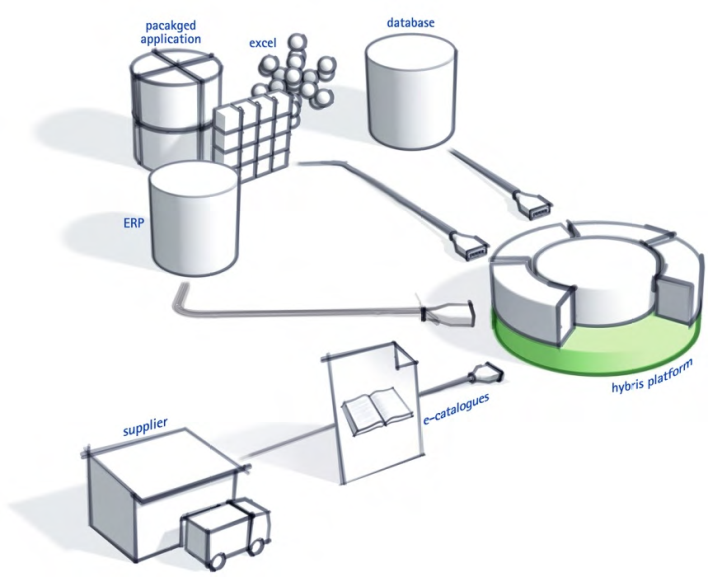 pacakged
application
excel
database
ERP
hybris platform
e-catalogues
supplier